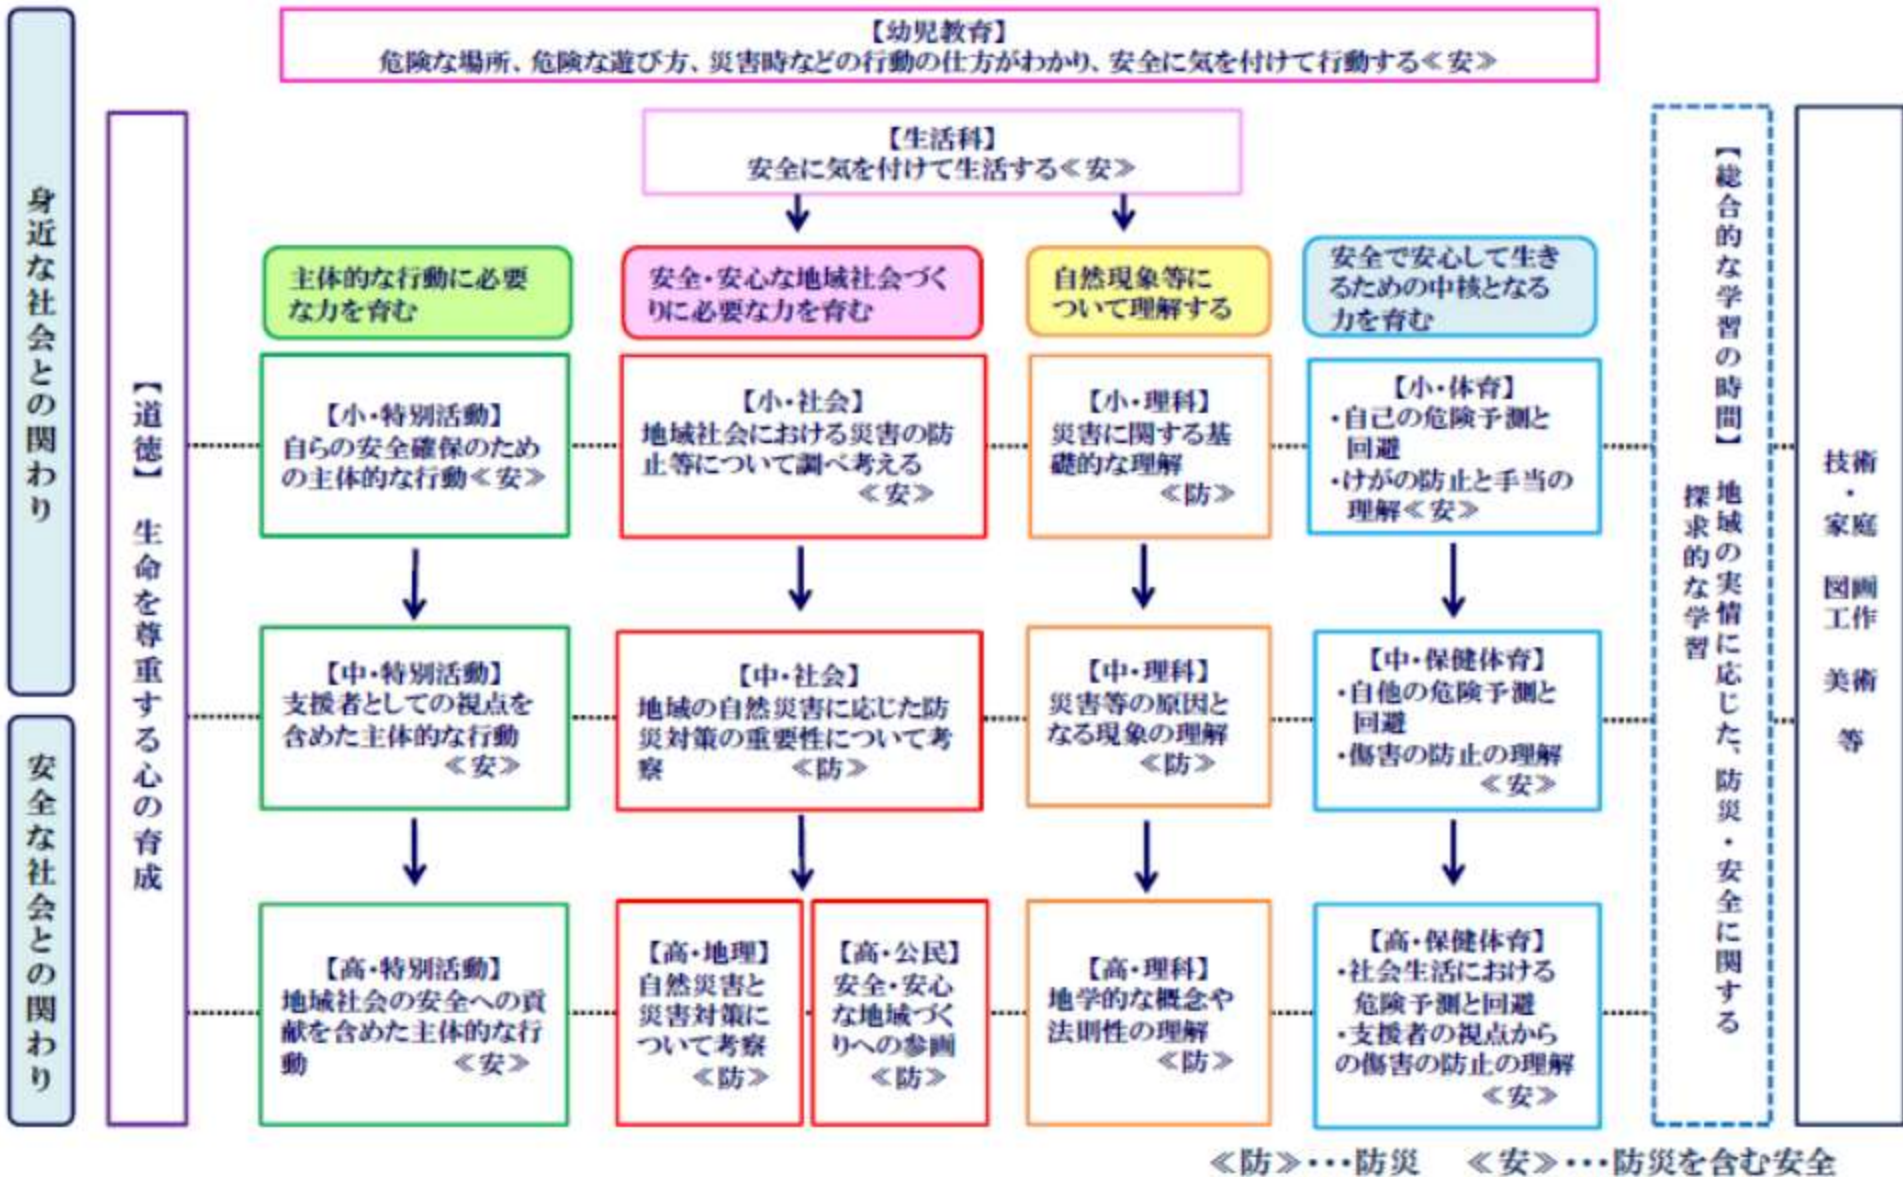 【幼児教育】
危険な場所、危険な遊び方、災害時などの行動の仕方がわかり、安全に気を付けて行動する≪安≫
身近な社会との関わり
安全な社会との関わり
【道徳】 生命を尊重する心の育成
【生活科】
安全に気を付けて生活する≪安≫
主体的な行動に必要
な力を育む
安全・安心な地域社会づく
りに必要な力を育む
自然現象等に
ついて理解する
安全で安心して生き
るための中核となる
力を育む
【小・特別活動】
自らの安全確保のため
の主体的な行動≪安≫
【小・社会】
地域社会における災害の防
止等について調べ考える
≪安≫
【小・理科】
災害に関する基
礎的な理解
≪防≫
【小・体育】
・自己の危険予測と
回避
・けがの防止と手当の
理解≪安≫
【中・特別活動】
支援者としての視点を
含めた主体的な行動
≪安≫
【中・社会】
地域の自然災害に応じた防
災対策の重要性について考
察 ≪防≫
【中・理科】
災害等の原因と
なる現象の理解
≪防≫
【中・保健体育】
・自他の危険予測と
回避
・傷害の防止の理解
≪安≫
【高・特別活動】
地域社会の安全への貢
献を含めた主体的な行
動 ≪安≫
【高・地理】
自然災害と
災害対策に
ついて考察
≪防≫
【高・公民】
安全・安心
な地域づく
りへの参画
≪防≫
【高・理科】
地学的な概念や
法則性の理解
≪防≫
【高・保健体育】
・社会生活における
危険予測と回避
・支援者の視点から
の傷害の防止の理解
≪安≫
【総合的な学習の時間】 地域の実情に応じた、防災・安全に関する
探求的な学習
技術
・
家庭
図画
工作
美術
等
≪防≫・・・防災 ≪安≫・・・防災を含む安全